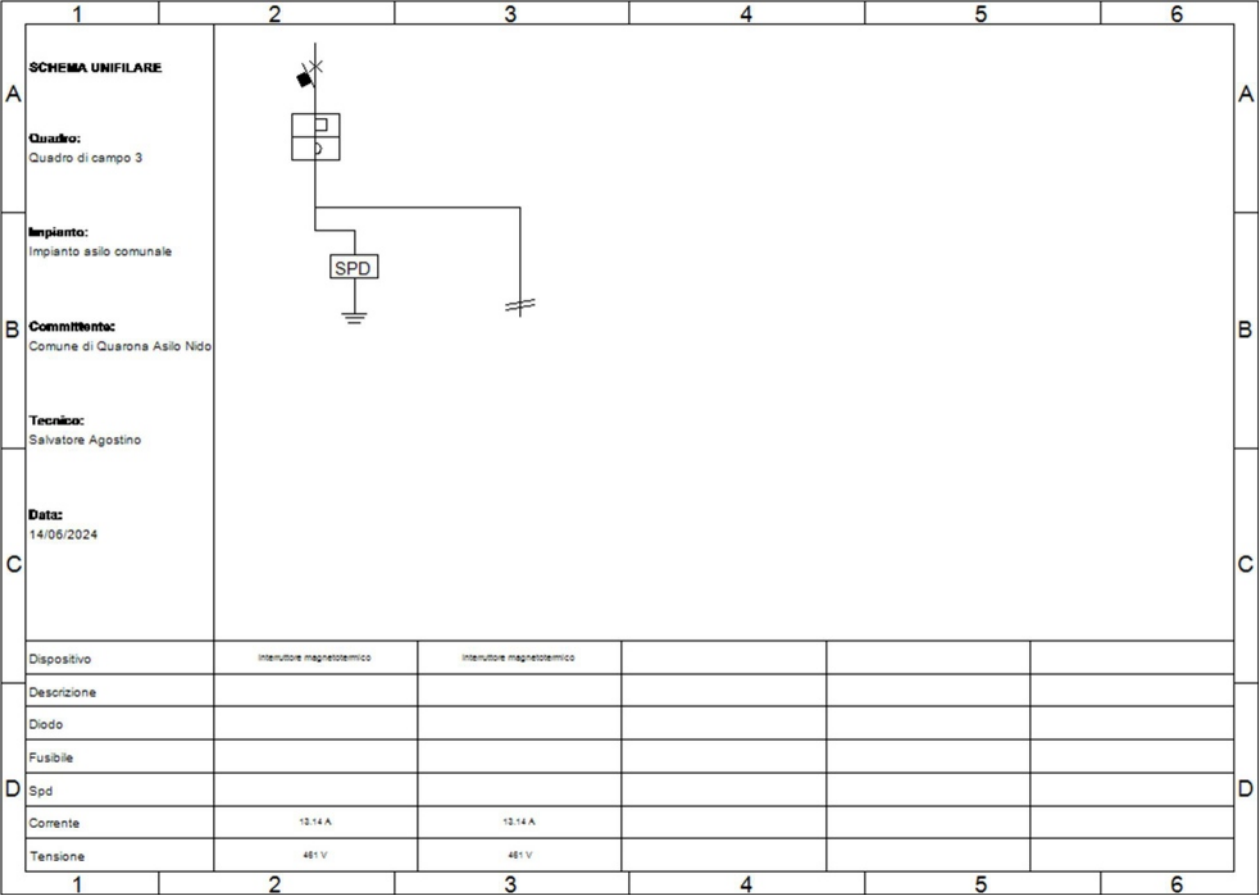 1 2 3 4 5 6
SCHEMA UNIFILARE
A A
Quadro:
Quadro di campo 3
Impianto:
Impianto asilo comunale
SPD
B B
Committente:
Comune di Quarona Asilo Nido
Tecnico:
Salvatore Agostino
Data:
14/06/2024
C C
Dispositivo Interruttore magnetotermico Interruttore magnetotermico
Descrizione
Diodo
Fusibile
D D
Spd
Corrente 13.14 A 13.14 A
Tensione 461 V 461 V
1 2 3 4 5 6